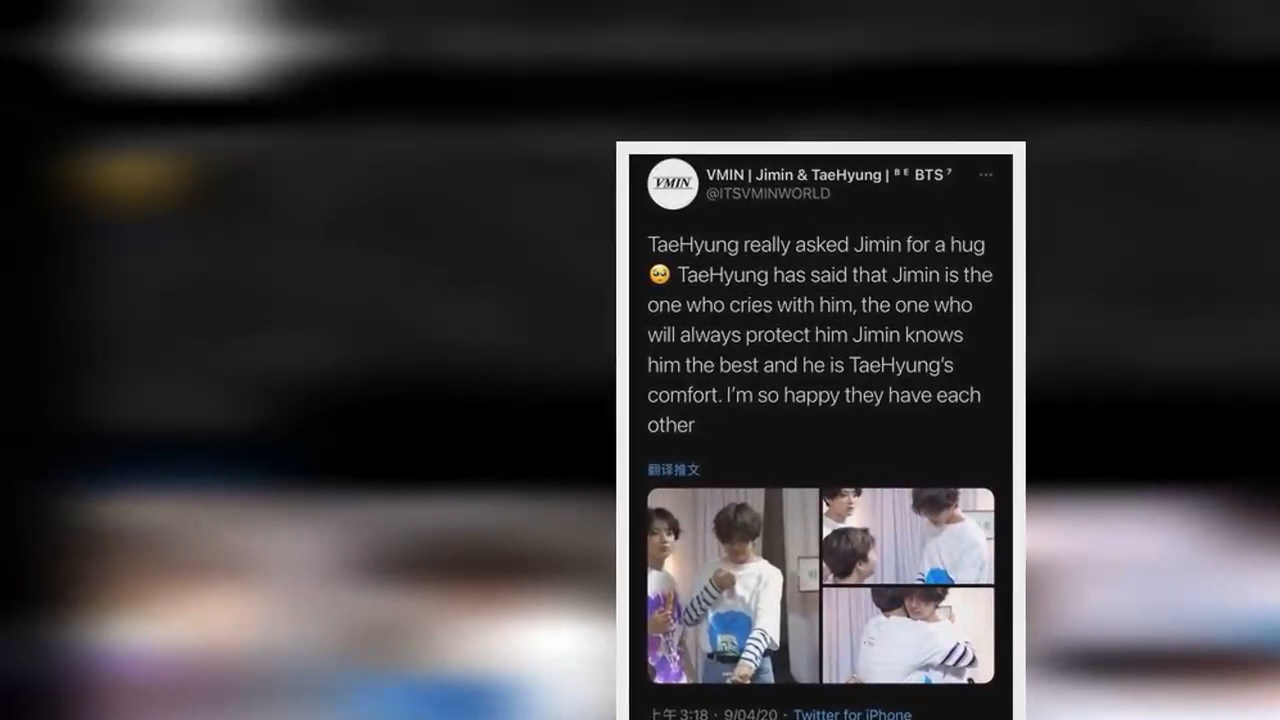 VMIN
VMIN | Jimin & TaeHyung | ᴮ ᴱ BTS ⁷
@ITSVMINWORLD
TaeHyung really asked Jimin for a hug
🥺 TaeHyung has said that Jimin is the
one who cries with him, the one who
will always protect him Jimin knows
him the best and he is TaeHyung's
comfort. I'm so happy they have each
other
翻译推文
上午 3:18 · 9/04/20 · Twitter for iPhone